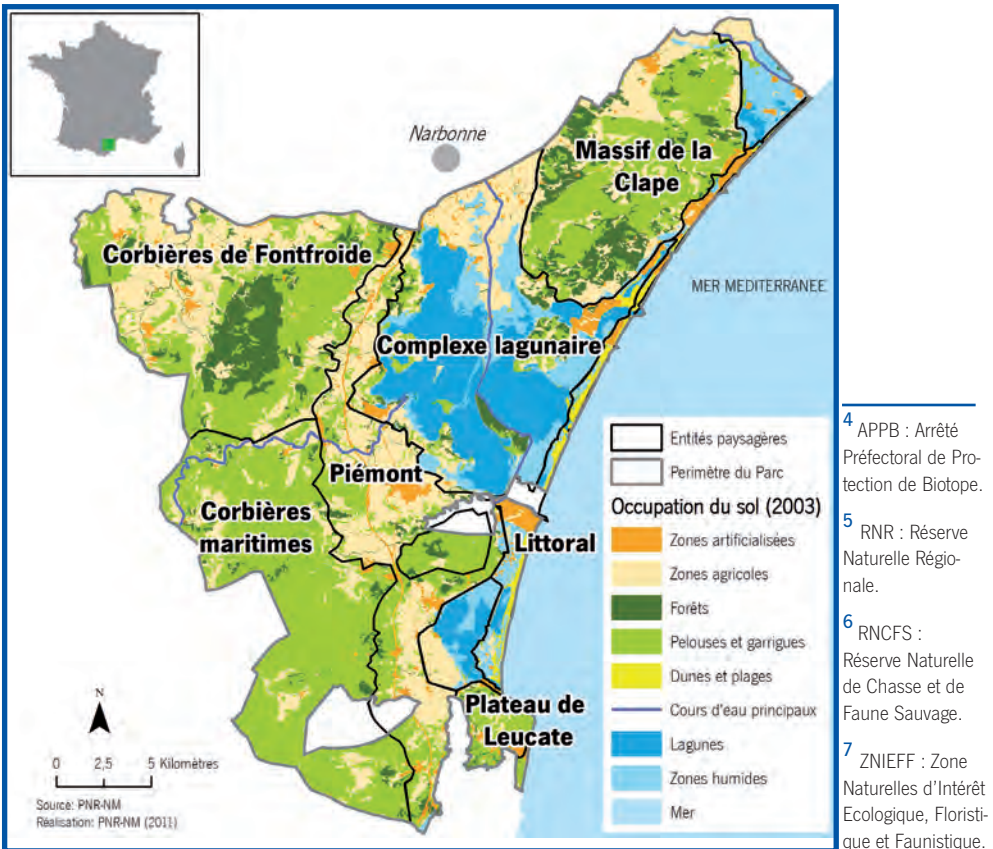 Narbonne
Massif de la
Clape
Corbières de Fontfroide
MER MEDITERRANEE
Complexe lagunaire
Piémont
Corbières
maritimes
Littoral
Plateau de
Leucate
N
0 2,5 5 Kilomètres
Source: PNR-NM
Réalisation: PNR-NM (2011)
Entités paysagères
Perimètre du Parc
Occupation du sol (2003)
Zones artificialisées
Zones agricoles
Forêts
Pelouses et garrigues
Dunes et plages
Cours d'eau principaux
Lagunes
Zones humides
Mer
4 APPB : Arrêté
Préfectoral de Pro-
tection de Biotope.
5 RNR : Réserve
Naturelle Régio-
nale.
6 RNCFS :
Réserve Naturelle
de Chasse et de
Faune Sauvage.
7 ZNIEFF : Zone
Naturelles d'Intérêt
Ecologique, Floristi-
que et Faunistique.